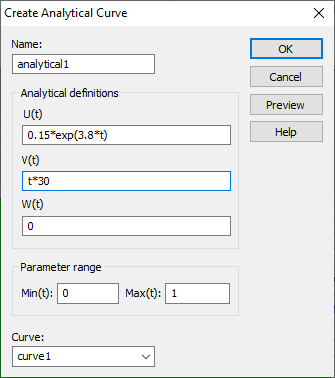 Create Analytical Curve
Name:
analytical1
OK
Cancel
Preview
Help
Analytical definitions
U(t)
0.15*exp(3.8*t)
V(t)
t*30
W(t)
0
Parameter range
Min(t): 0 Max(t): 1
Curve:
curve1